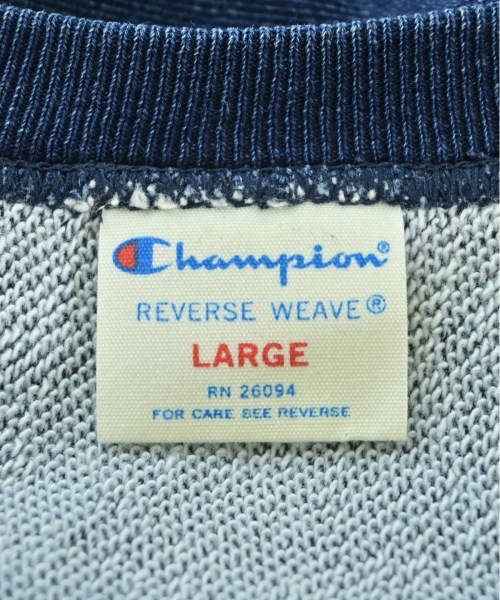 Champion®
REVERSE WEAVE®
LARGE
RN 26094
FOR CARE SEE REVERSE